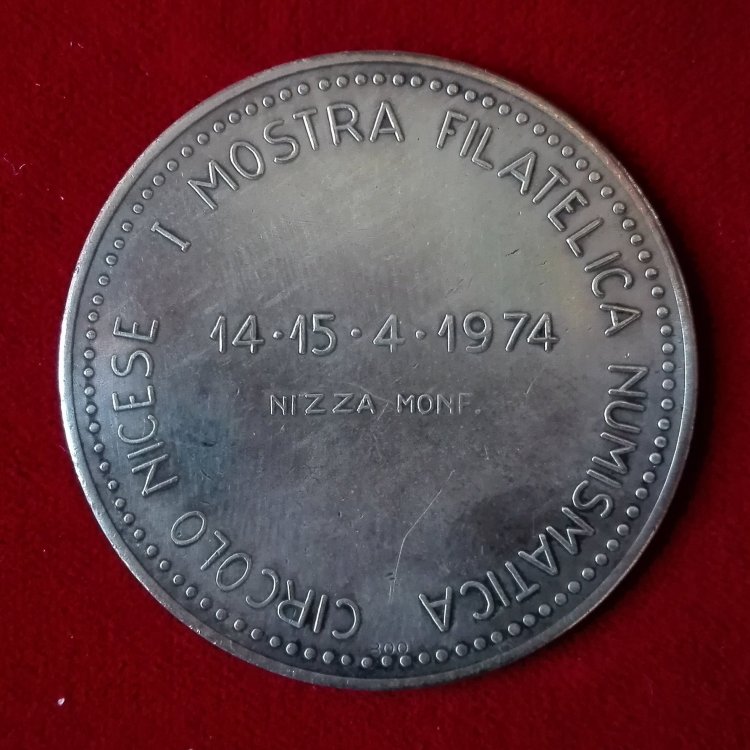 CIRCOLO NICESE I MOSTRA FILATELICA NUMISMATICA
14·15·4·1974
NIZZA MONF.